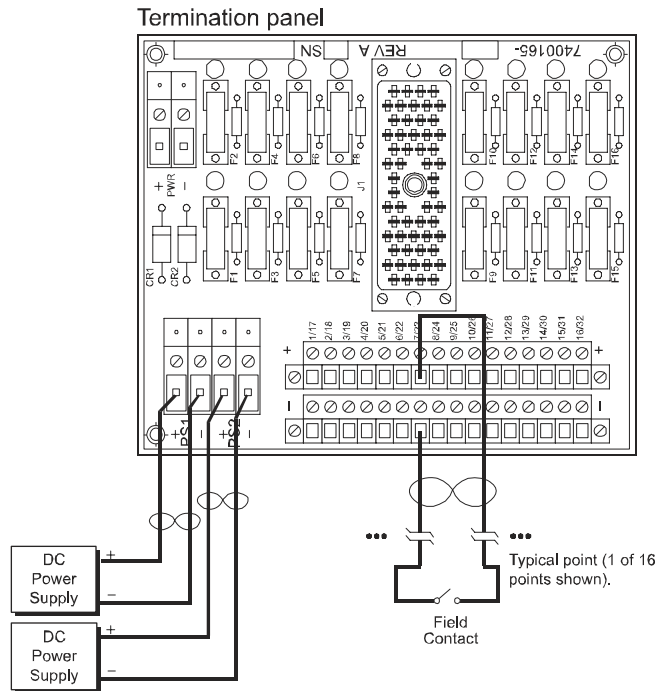 Termination panel
SN
REV A
7400165-
F2
F4
F6
F8
F10
F12
F14
F16
+ PWR −
J1
CR1
CR2
F1
F3
F5
F7
F9
F11
F13
F15
1/17
2/18
3/19
4/20
5/21
6/22
7/23
8/24
9/25
10/26
11/27
12/28
13/29
14/30
15/31
16/32
+
+
−
−
PS1
+
−
PS2
+
−
DC
Power
Supply
+
−
DC
Power
Supply
+
−
•••
•••
Typical point (1 of 16
points shown).
Field
Contact